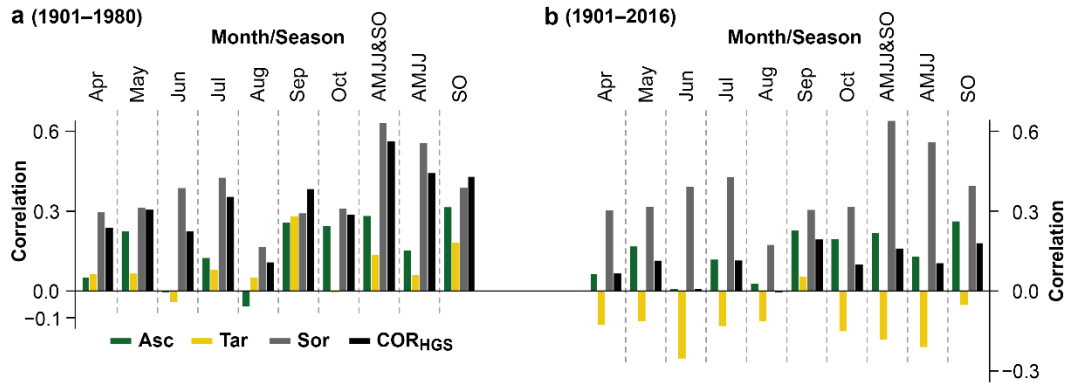 a (1901–1980)
Month/Season
Apr
May
Jun
Jul
Aug
Sep
Oct
AMJJ&SO
AMJJ
SO
Correlation
0.6
0.3
0.0
−0.1
Asc Tar Sor COR_HGS
b (1901–2016)
Month/Season
Apr
May
Jun
Jul
Aug
Sep
Oct
AMJJ&SO
AMJJ
SO
0.6
0.3
0.0
−0.3
Correlation